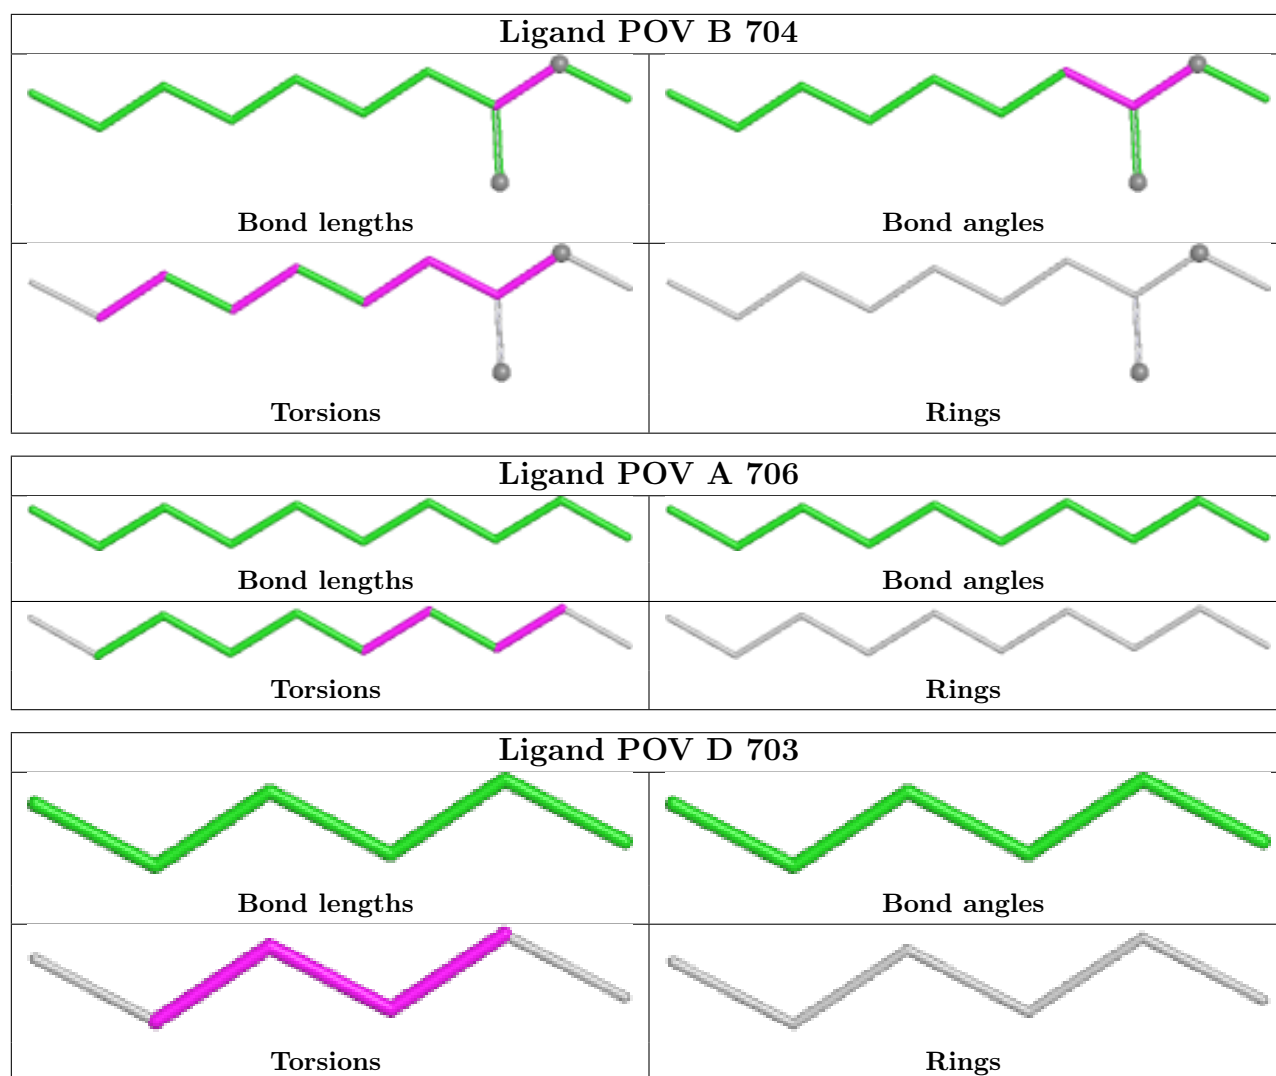 Ligand POV B 704
Bond lengths Bond angles
Torsions Rings
Ligand POV A 706
Bond lengths Bond angles
Torsions Rings
Ligand POV D 703
Bond lengths Bond angles
Torsions Rings